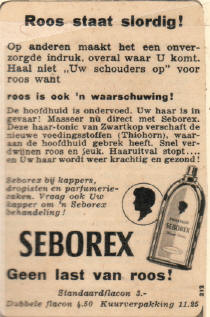 Roos staat slordig!
Op anderen maakt het een onver-
zorgde indruk, overal waar U komt.
Haal niet „Uw schouders op” voor
roos want
roos is ook 'n waarschuwing!
De hoofdhuid is ondervoed. Uw haar is in
gevaar! Masseer nù direct met Seborex.
Deze haar-tonic van Zwartkop verschaft de
nieuwe voedingsstoffen (Thiohorn), waar-
aan de hoofdhuid gebrek heeft. Snel ver-
dwijnen roos en jeuk. Haaruitval stopt....
en Uw haar wordt weer krachtig en gezond!
Seborex bij kappers,
drogisten en parfumerie-
zaken. Vraag ook Uw
kapper om 'n Seborex
behandeling!
SEBOREX
SEBOREX
Geen last van roos!
Standaardflacon 3.-
Dubbele flacon 4.50 Kuurverpakking 11.25
212